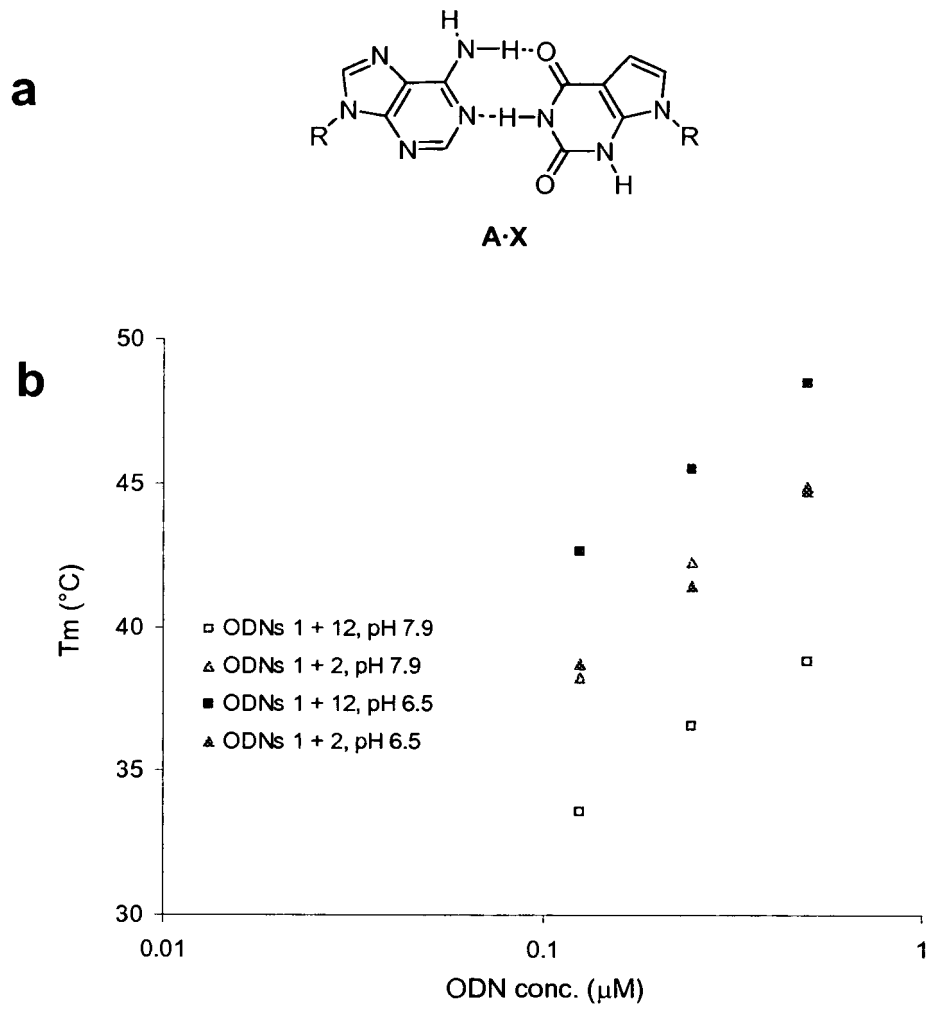 a
H
N
N
H
O
N
N
H
N
N
R
N
R
N
O
N
H
A·X
b
50
45
40
35
30
Tm (°C)
ODNs 1 + 12, pH 7.9
ODNs 1 + 2, pH 7.9
ODNs 1 + 12, pH 6.5
ODNs 1 + 2, pH 6.5
0.01
0.1
1
ODN conc. (μM)